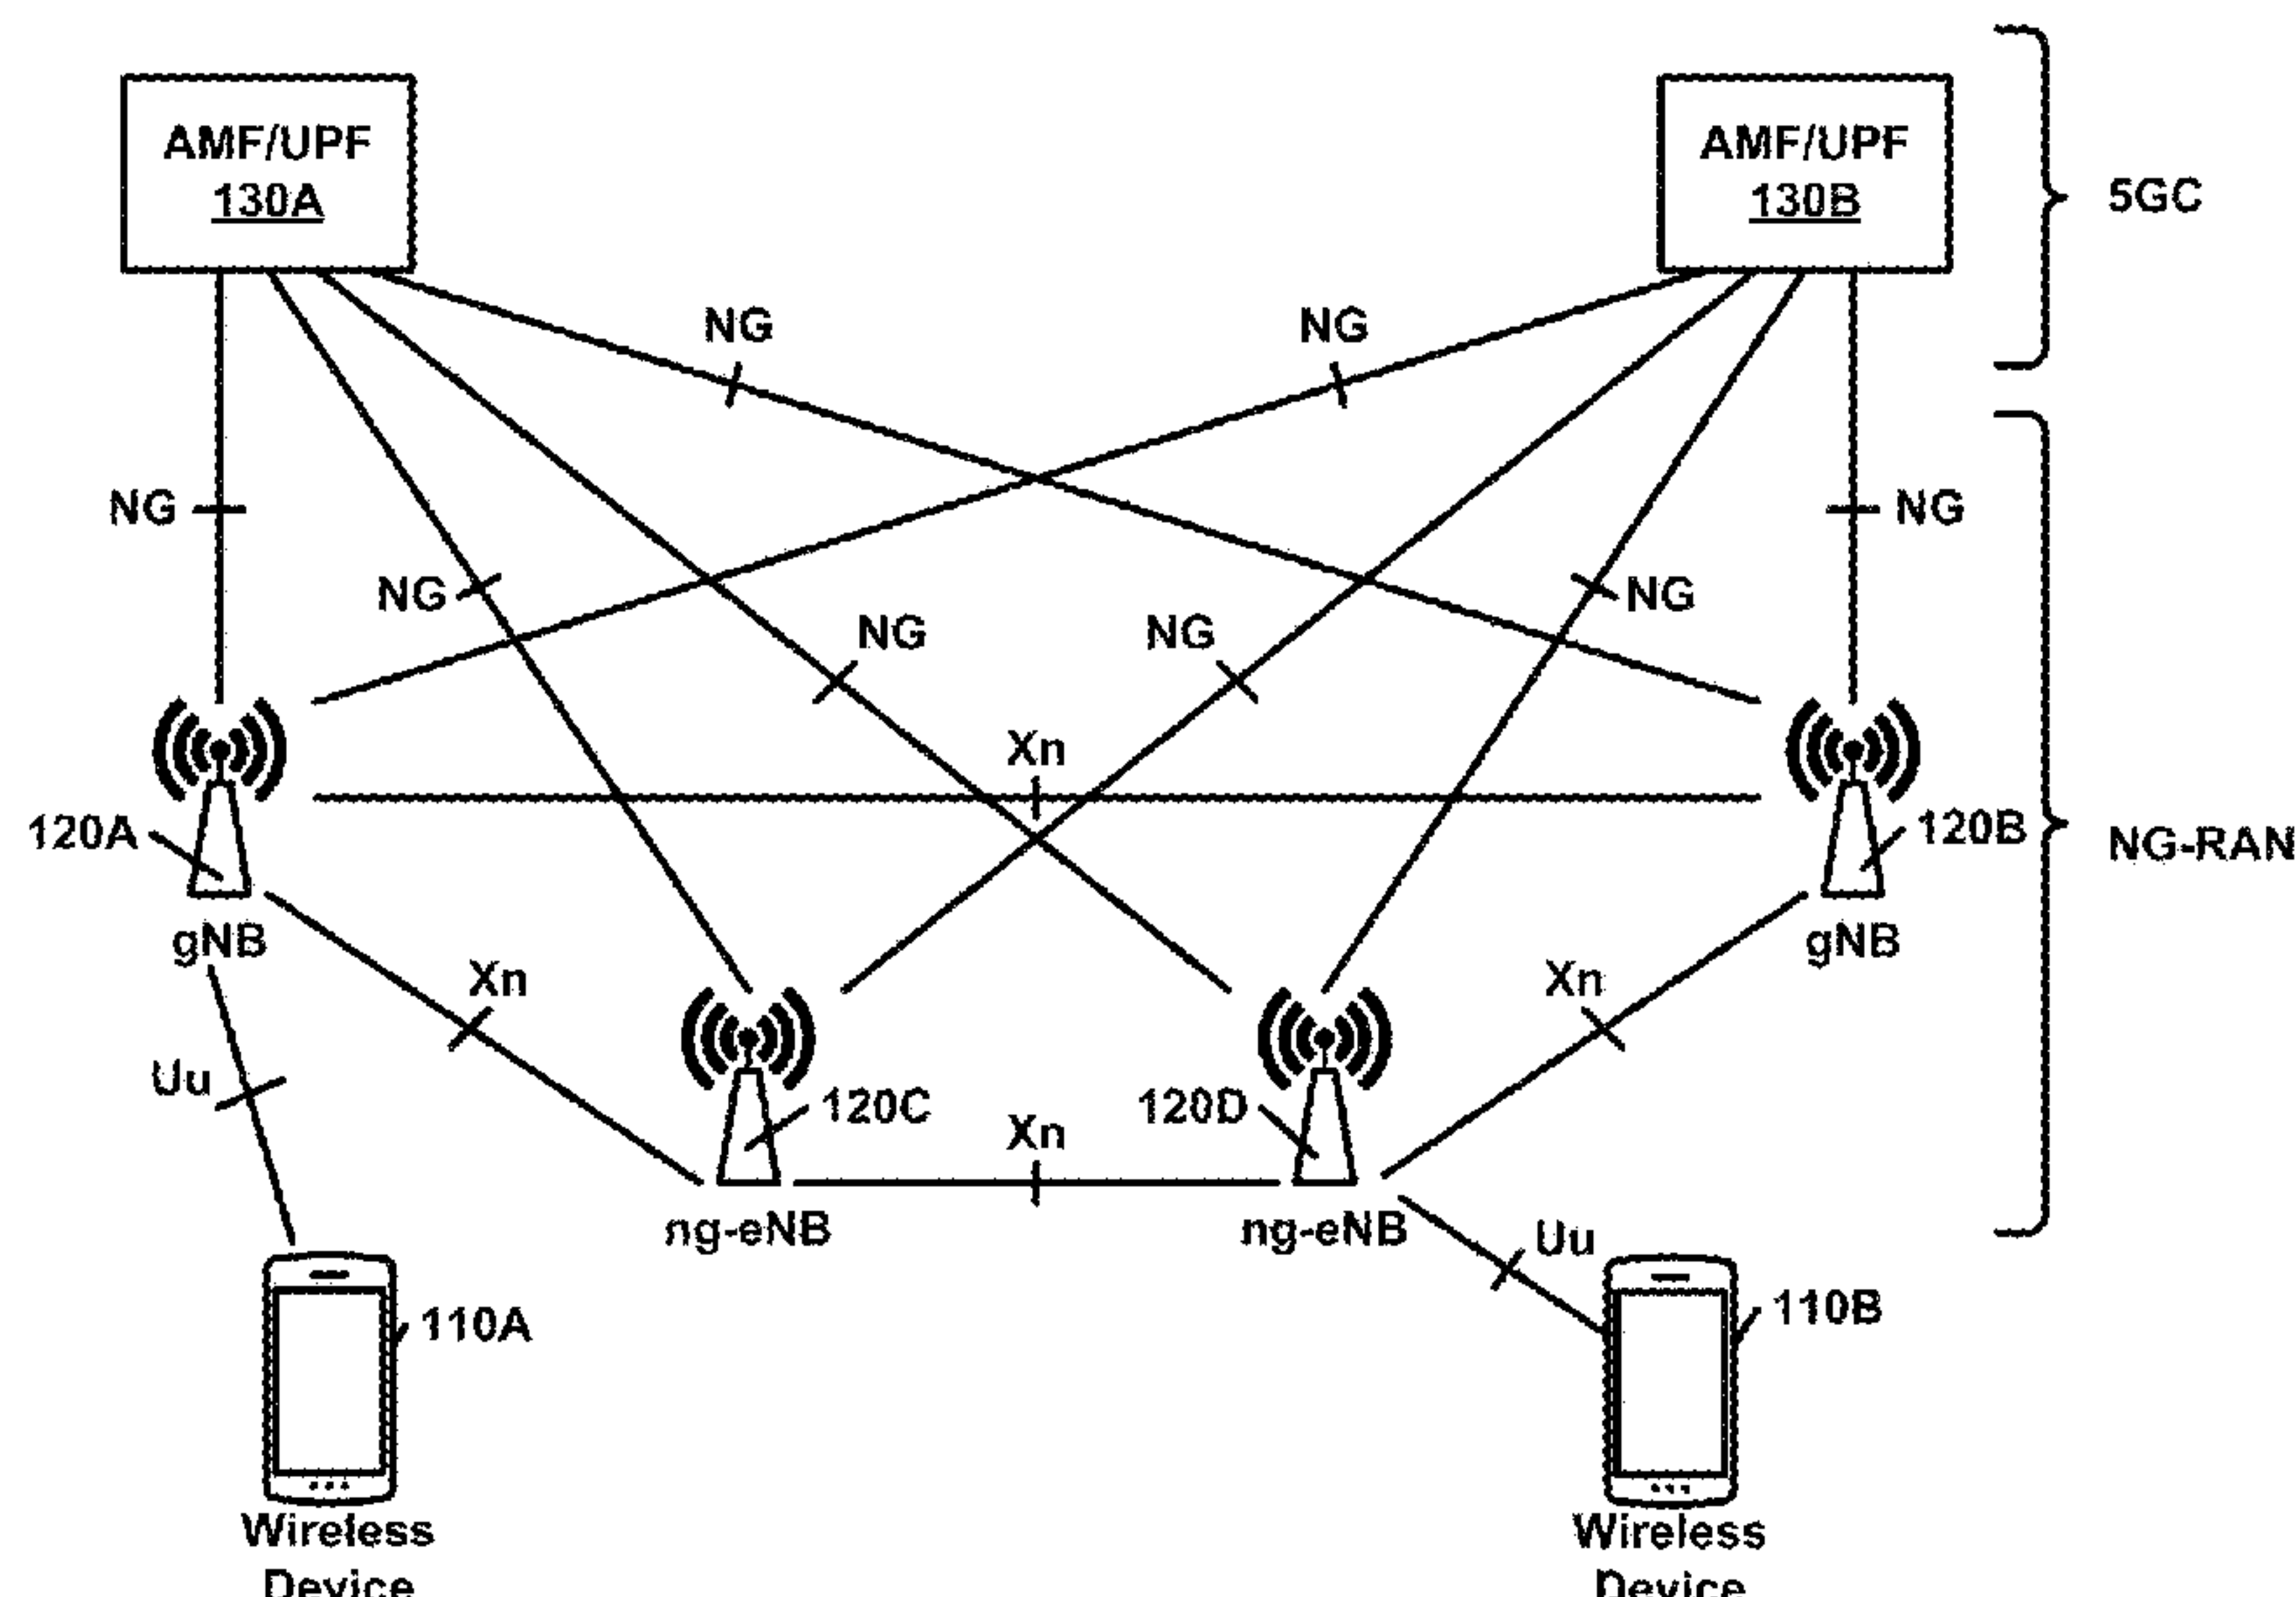 AMF/UPF
130A
AMF/UPF
130B
5GC
NG
NG
NG
NG
NG
NG
NG
NG
Xn
120A
120B
NG-RAN
gNB
gNB
Xn
Xn
Uu
120C
120D
Xn
ng-eNB
ng-eNB
Uu
110A
110B
Wireless
Device
Wireless
Device